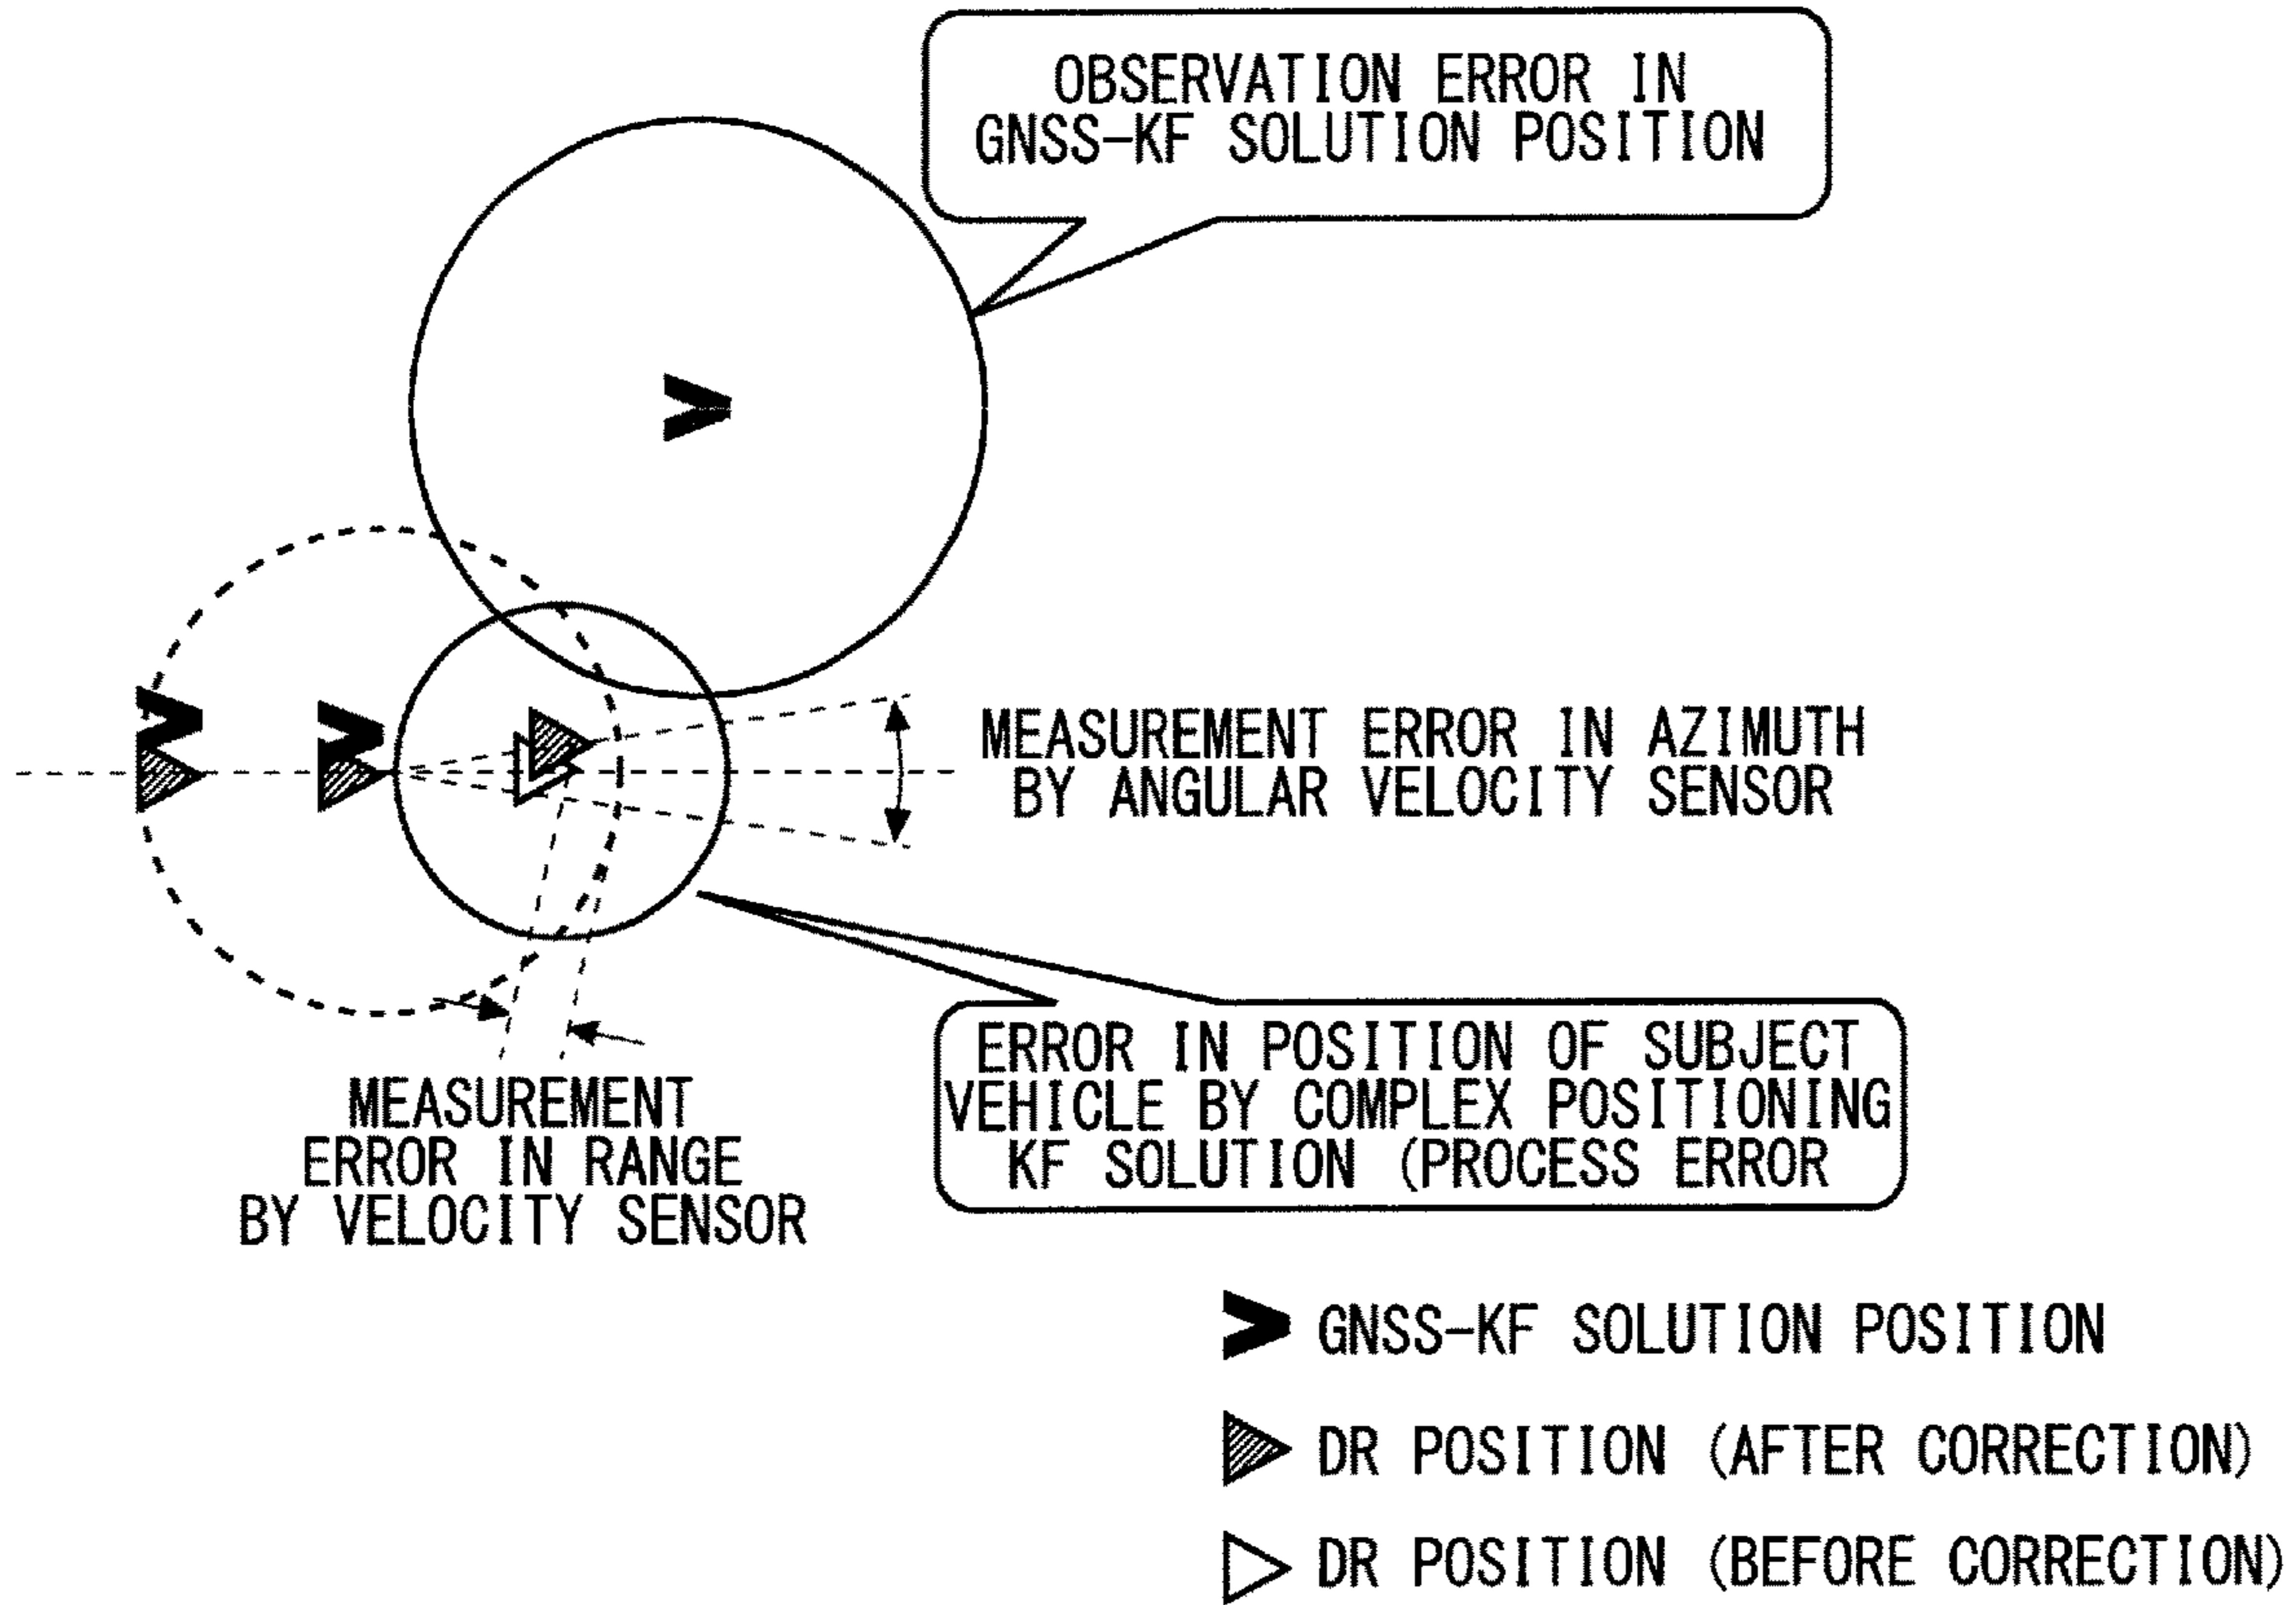 OBSERVATION ERROR IN
GNSS-KF SOLUTION POSITION
MEASUREMENT ERROR IN AZIMUTH
BY ANGULAR VELOCITY SENSOR
ERROR IN POSITION OF SUBJECT
VEHICLE BY COMPLEX POSITIONING
KF SOLUTION (PROCESS ERROR
MEASUREMENT
ERROR IN RANGE
BY VELOCITY SENSOR
GNSS-KF SOLUTION POSITION
DR POSITION (AFTER CORRECTION)
DR POSITION (BEFORE CORRECTION)